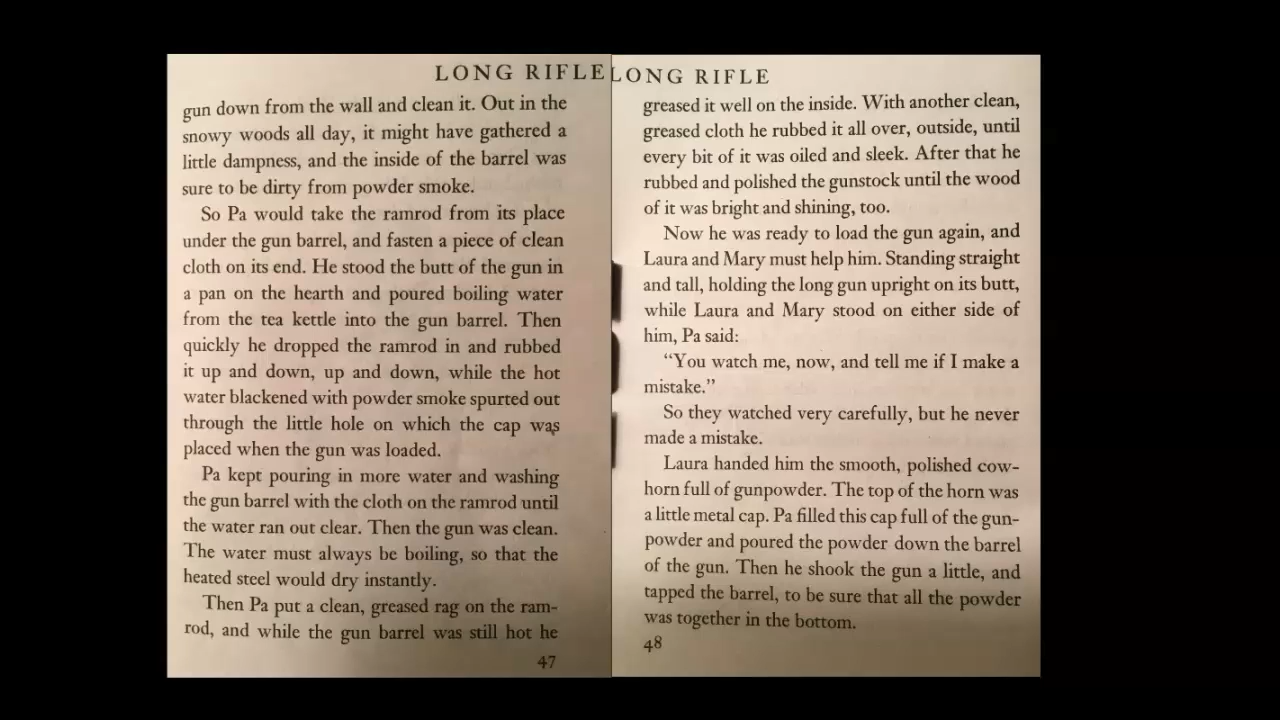 LONG RIFLE
gun down from the wall and clean it. Out in the
snowy woods all day, it might have gathered a
little dampness, and the inside of the barrel was
sure to be dirty from powder smoke.
So Pa would take the ramrod from its place
under the gun barrel, and fasten a piece of clean
cloth on its end. He stood the butt of the gun in
a pan on the hearth and poured boiling water
from the tea kettle into the gun barrel. Then
quickly he dropped the ramrod in and rubbed
it up and down, up and down, while the hot
water blackened with powder smoke spurted out
through the little hole on which the cap was
placed when the gun was loaded.
Pa kept pouring in more water and washing
the gun barrel with the cloth on the ramrod until
the water ran out clear. Then the gun was clean.
The water must always be boiling, so that the
heated steel would dry instantly.
Then Pa put a clean, greased rag on the ram-
rod, and while the gun barrel was still hot he
47
LONG RIFLE
greased it well on the inside. With another clean,
greased cloth he rubbed it all over, outside, until
every bit of it was oiled and sleek. After that he
rubbed and polished the gunstock until the wood
of it was bright and shining, too.
Now he was ready to load the gun again, and
Laura and Mary must help him. Standing straight
and tall, holding the long gun upright on its butt,
while Laura and Mary stood on either side of
him, Pa said:
“You watch me, now, and tell me if I make a
mistake.”
So they watched very carefully, but he never
made a mistake.
Laura handed him the smooth, polished cow-
horn full of gunpowder. The top of the horn was
a little metal cap. Pa filled this cap full of the gun-
powder and poured the powder down the barrel
of the gun. Then he shook the gun a little, and
tapped the barrel, to be sure that all the powder
was together in the bottom.
48